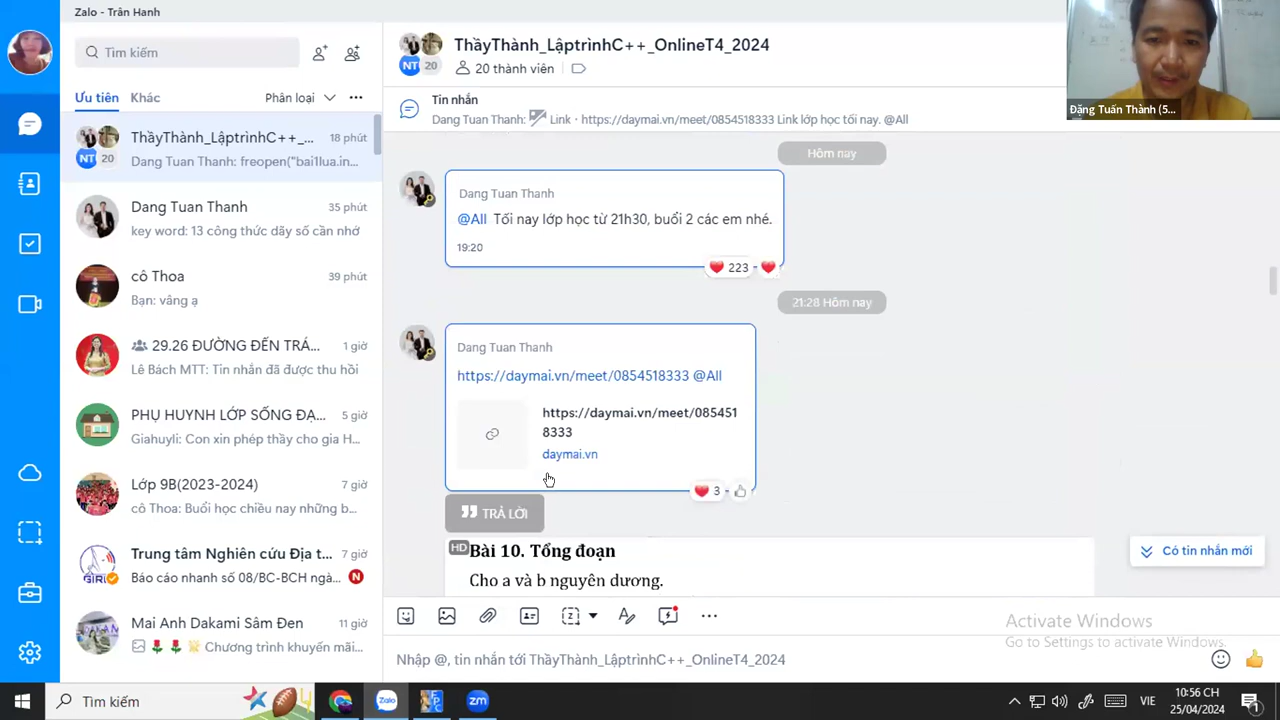 Zalo - Trân Hanh
Tìm kiếm
Ưu tiên
Khác
Phân loại
ThầyThành_LậptrìnhC++_...
18 phút
NT
20
Dang Tuan Thanh: freopen("bai1lua.in...
Dang Tuan Thanh
35 phút
key word: 13 công thức dãy số cần nhớ
cô Thoa
39 phút
Bạn: vâng ạ
29.26 ĐƯỜNG ĐẾN TRÁ...
1 giờ
Lê Bách MTT: Tin nhắn đã được thu hồi
PHỤ HUYNH LỚP SỐNG ĐẠ...
5 giờ
Giahuyli: Con xin phép thầy cho gia H...
Lớp 9B(2023-2024)
7 giờ
cô Thoa: Buổi học chiều nay những b...
Trung tâm Nghiên cứu Địa t...
7 giờ
Báo cáo nhanh số 08/BC-BCH ngà...
N
Mai Anh Dakami Sâm Đen
11 giờ
Chương trình khuyến mãi...
ThầyThành_LậptrìnhC++_OnlineT4_2024
NT
20
20 thành viên
Tin nhắn
Dang Tuan Thanh: Link · https://daymai.vn/meet/0854518333 Link lớp học tối nay. @All
Đặng Tuấn Thành (5...
Hôm nay
Dang Tuan Thanh
@All Tối nay lớp học từ 21h30, buổi 2 các em nhé.
19:20
223
21:28 Hôm nay
Dang Tuan Thanh
https://daymai.vn/meet/0854518333 @All
https://daymai.vn/meet/085451
8333
daymai.vn
3
TRẢ LỜI
HD
Bài 10. Tổng đoạn
Cho a và b nguyên dương.
Có tin nhắn mới
Activate Windows
Go to Settings to activate Windows.
Nhập @, tin nhắn tới ThầyThành_LậptrìnhC++_OnlineT4_2024
Tìm kiếm
Zalo
zm
VIE
10:56 CH
25/04/2024
1